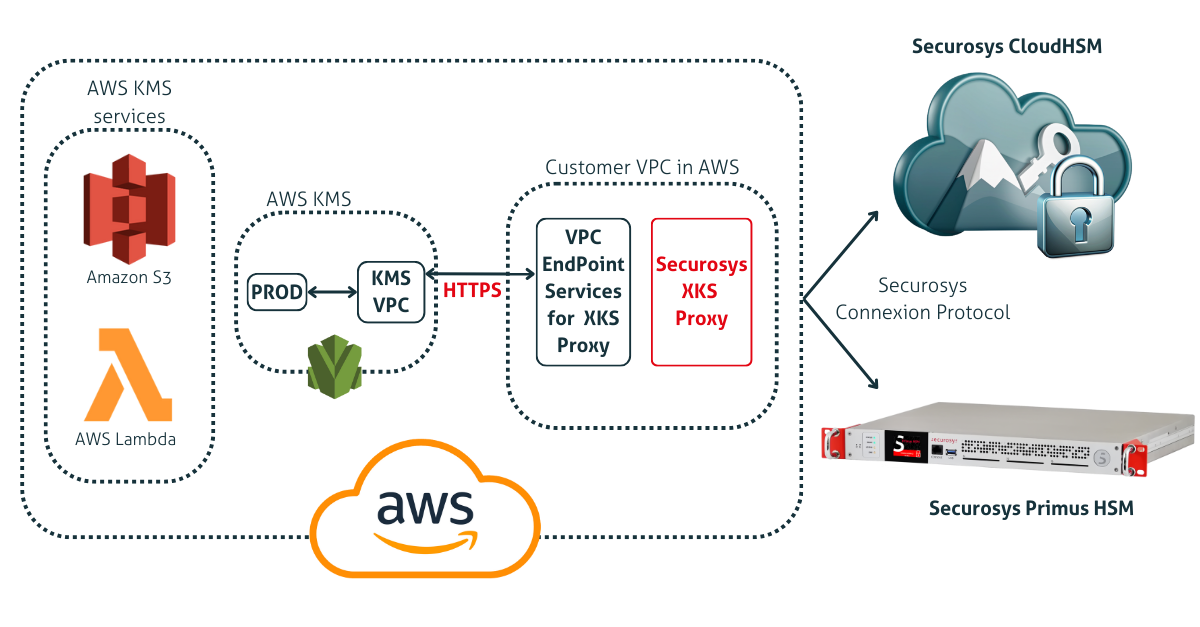 Securosys CloudHSM
AWS KMS
services
Amazon S3
AWS Lambda
AWS KMS
PROD
KMS
VPC
HTTPS
Customer VPC in AWS
VPC
EndPoint
Services
for XKS
Proxy
Securosys
XKS
Proxy
Securosys
Connexion Protocol
securosys
Securosys Primus HSM
aws